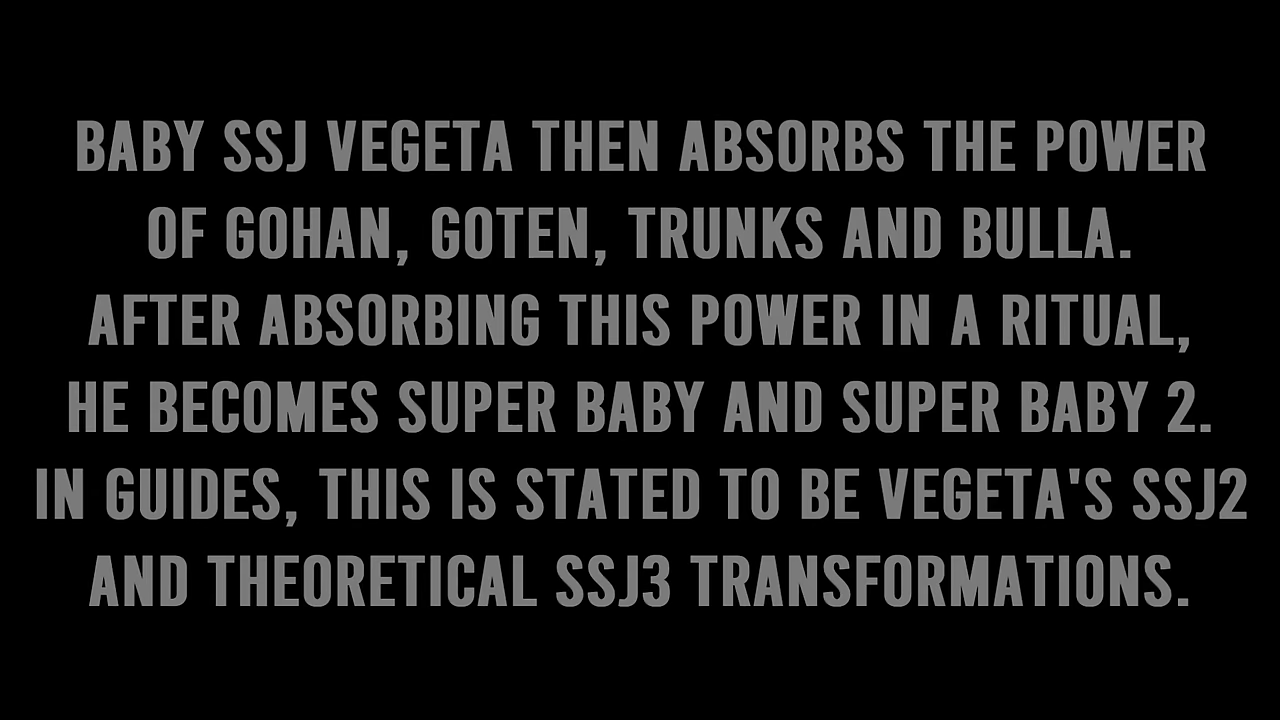 BABY SSJ VEGETA THEN ABSORBS THE POWER
OF GOHAN, GOTEN, TRUNKS AND BULLA.
AFTER ABSORBING THIS POWER IN A RITUAL,
HE BECOMES SUPER BABY AND SUPER BABY 2.
IN GUIDES, THIS IS STATED TO BE VEGETA'S SSJ2
AND THEORETICAL SSJ3 TRANSFORMATIONS.